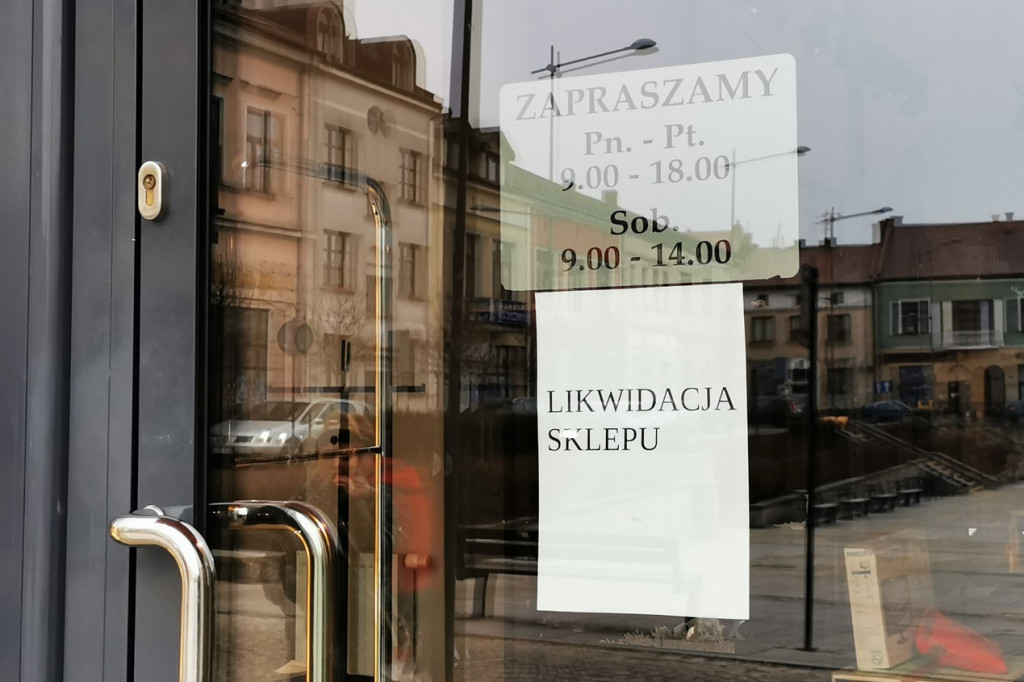 ZAPRASZAMY
Pn. - Pt.
9.00 - 18.00
Sob.
9.00 - 14.00
LIKWIDACJA
SKLEPU